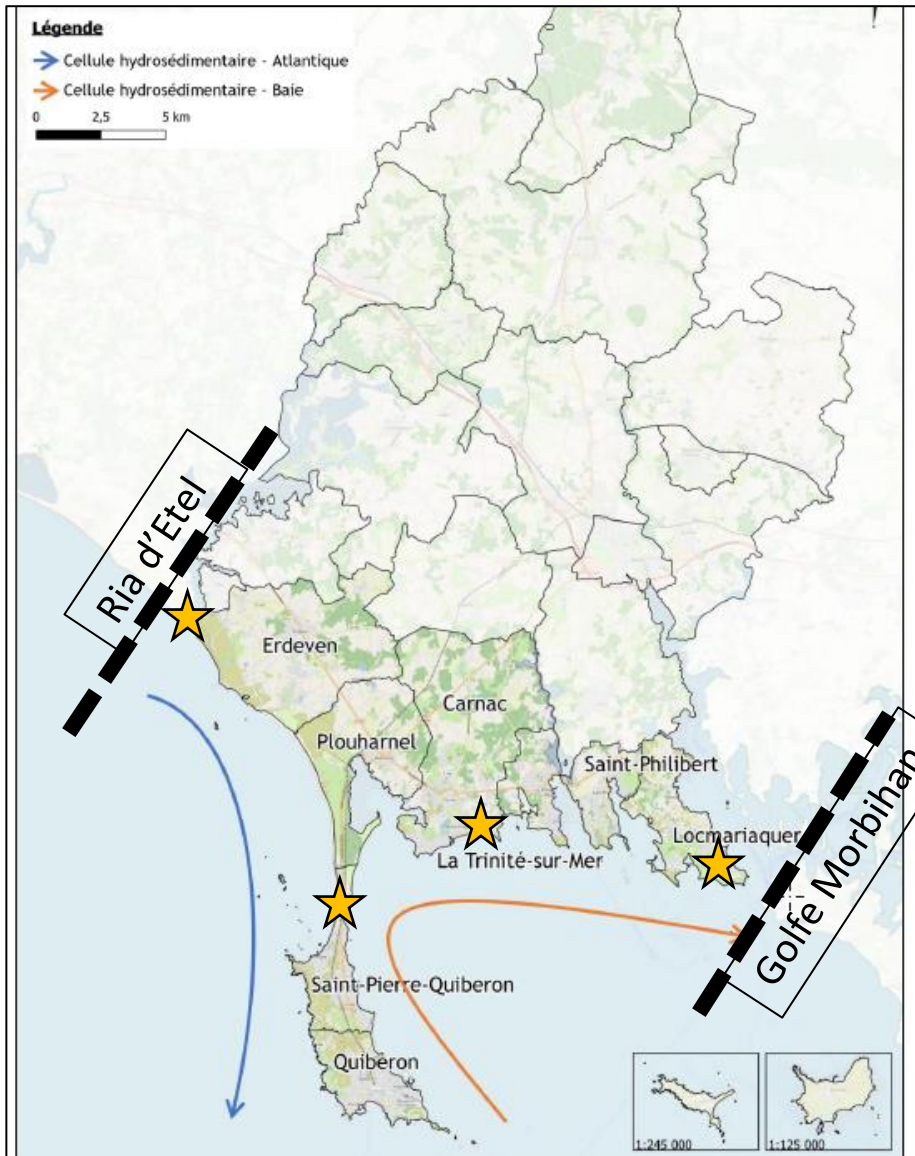 Légende
Cellule hydrosédimentaire - Atlantique
Cellule hydrosédimentaire - Baie
0 2,5 5 km
Ria d'Etel
Erdeven
Carnac
Plouharnel
Saint-Philibert
Locmariaquer
La Trinité-sur-Mer
Golfe Morbihan
Saint-Pierre-Quiberon
Quiberon
1:245 000
1:125 000